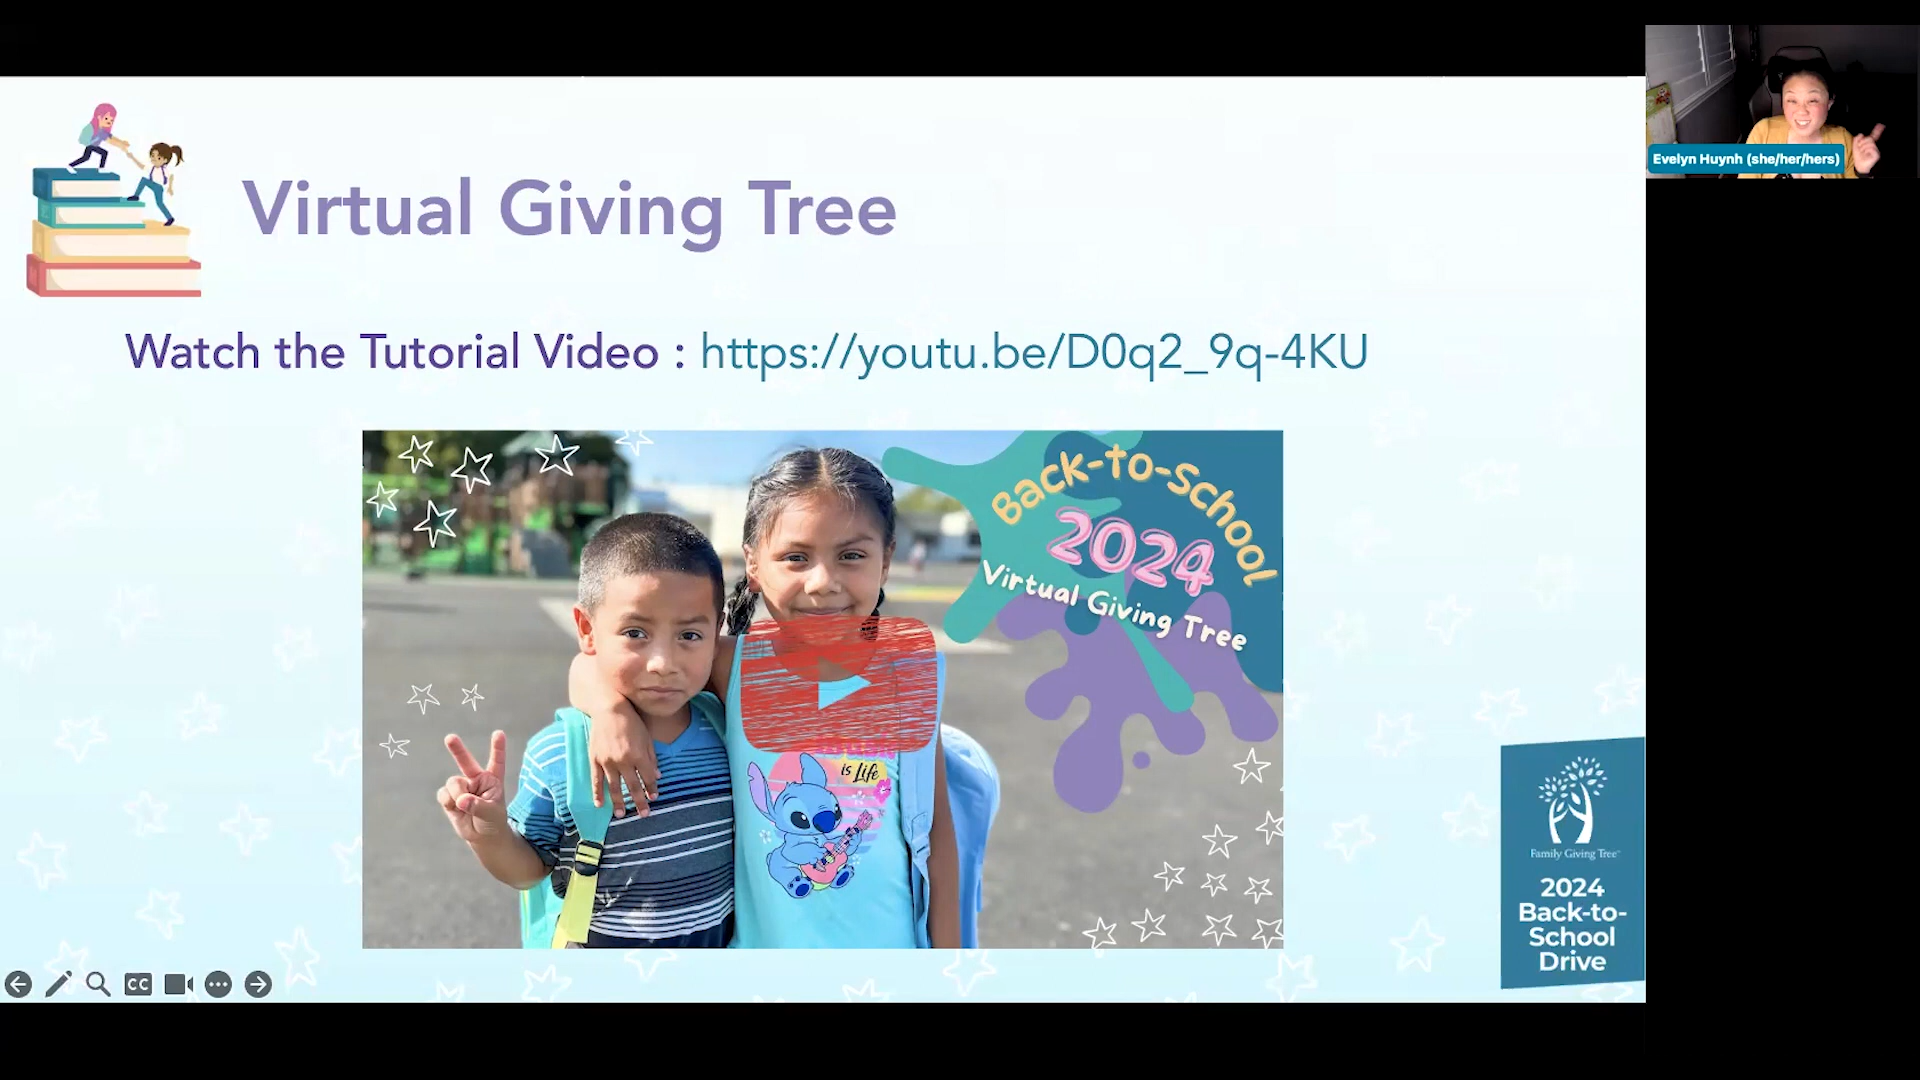 Virtual Giving Tree
Evelyn Huynh (she/her/hers)
Watch the Tutorial Video : https://youtu.be/D0q2_9q-4KU
Back-to-School
2024
Virtual Giving Tree
is Life
Family Giving Tree
2024
Back-to-
School
Drive
CC